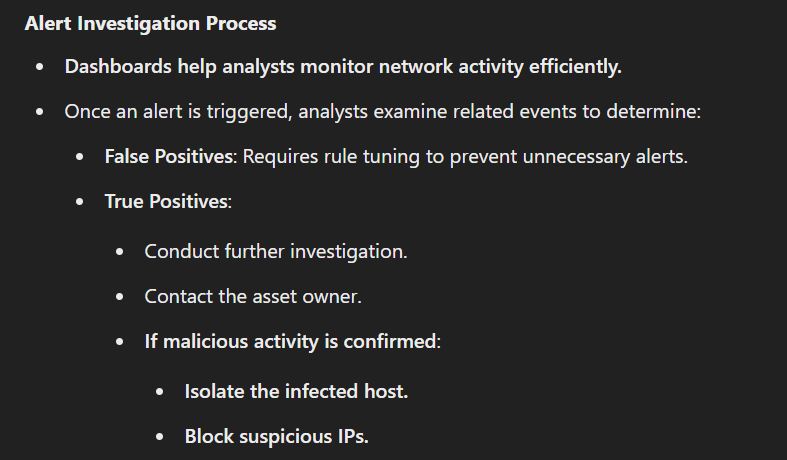 Alert Investigation Process
• Dashboards help analysts monitor network activity efficiently.
• Once an alert is triggered, analysts examine related events to determine:
• False Positives: Requires rule tuning to prevent unnecessary alerts.
• True Positives:
• Conduct further investigation.
• Contact the asset owner.
• If malicious activity is confirmed:
• Isolate the infected host.
• Block suspicious IPs.